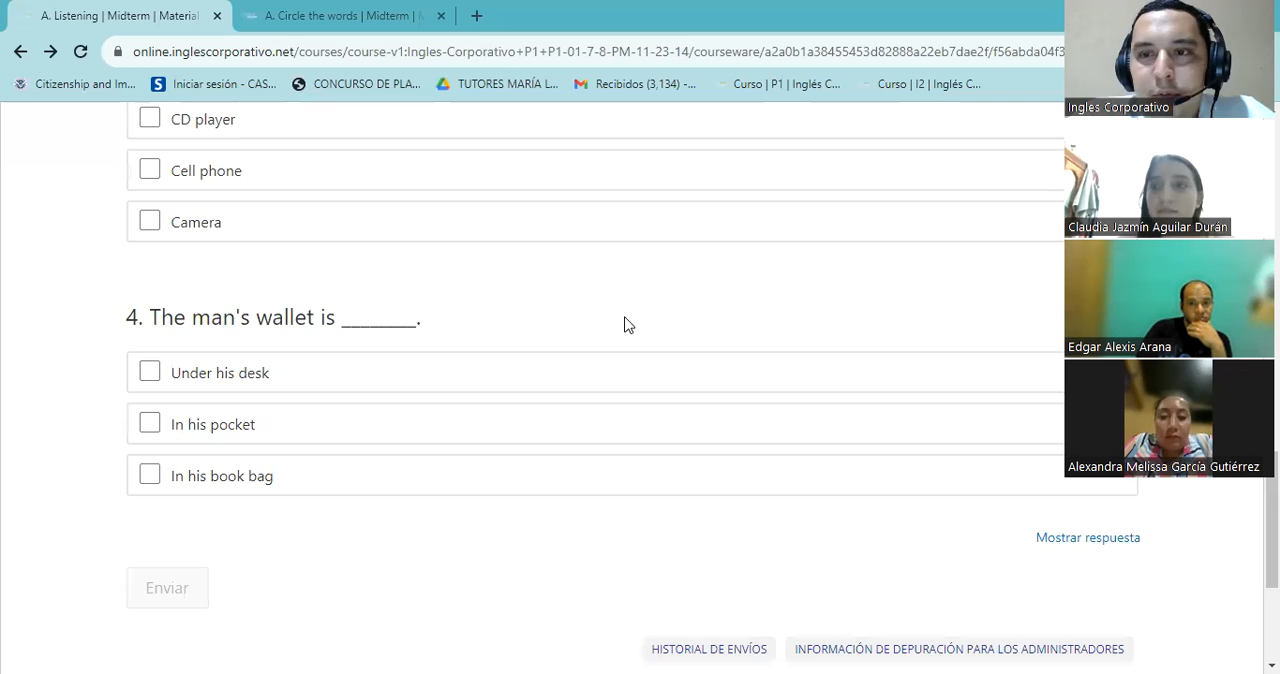 A. Listening | Midterm | Material
A. Circle the words | Midterm |
online.inglescorporativo.net/courses/course-v1:Ingles-Corporativo+P1+P1-01-7-8-PM-11-23-14/courseware/a2a0b1a38455453d82888a22eb7dae2f/f56abda04f3
Citizenship and Im...
Iniciar sesión - CAS...
CONCURSO DE PLA...
TUTORES MARÍA L...
Recibidos (3,134) -...
Curso | P1 | Inglés C...
Curso | I2 | Inglés C...
Ingles Corporativo
CD player
Cell phone
Camera
Claudia Jazmín Aguilar Durán
4. The man's wallet is ________.
Edgar Alexis Arana
Under his desk
In his pocket
In his book bag
Alexandra Melissa García Gutiérrez
Mostrar respuesta
Enviar
HISTORIAL DE ENVÍOS
INFORMACIÓN DE DEPURACIÓN PARA LOS ADMINISTRADORES